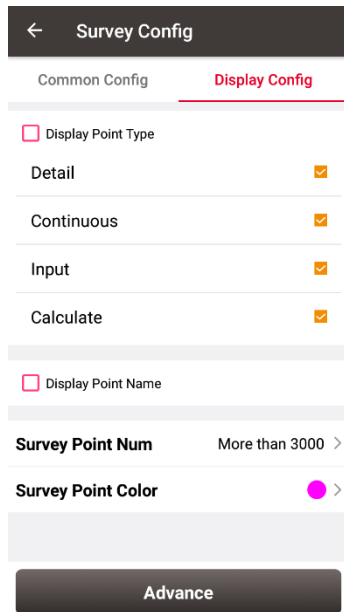 Survey Config
Common Config Display Config
Display Point Type
Detail
Continuous
Input
Calculate
Display Point Name
Survey Point Num More than 3000
Survey Point Color
Advance